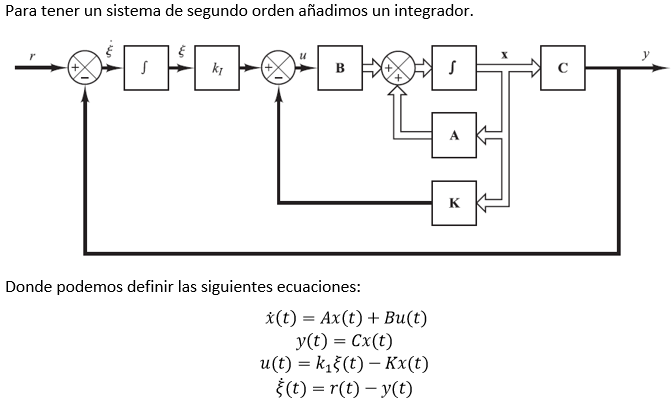 Para tener un sistema de segundo orden añadimos un integrador.
r + − ξ̇ ∫ ξ k_I + − u B + + ∫ x C y
A
K
Donde podemos definir las siguientes ecuaciones:
ẋ(t) = Ax(t) + Bu(t)
y(t) = Cx(t)
u(t) = k₁ξ(t) − Kx(t)
ξ̇(t) = r(t) − y(t)